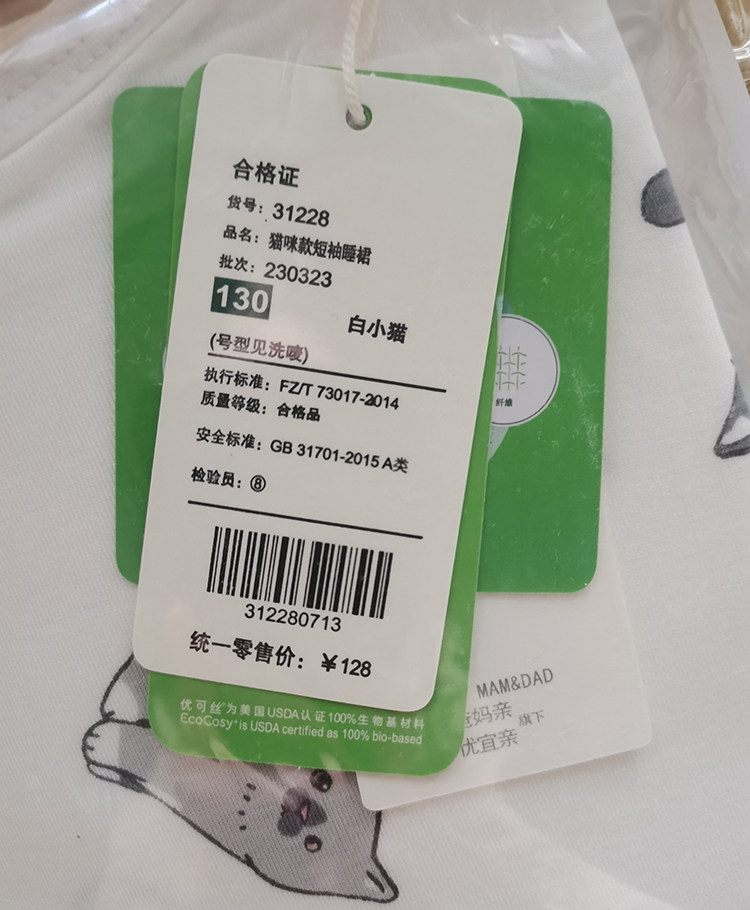 合格证
货号：31228
品名：猫咪款短袖睡裙
批次：230323
130
白小猫
(号型见洗唛)
执行标准：FZ/T 73017-2014
质量等级：合格品
安全标准：GB 31701-2015 A类
检验员：⑧
312280713
统一零售价：￥128
优可丝®为美国USDA认证100%生物基材料
EcoCosy® is USDA certified as 100% bio-based
纤维
MAM&DAD
妈亲 旗下
优宜亲